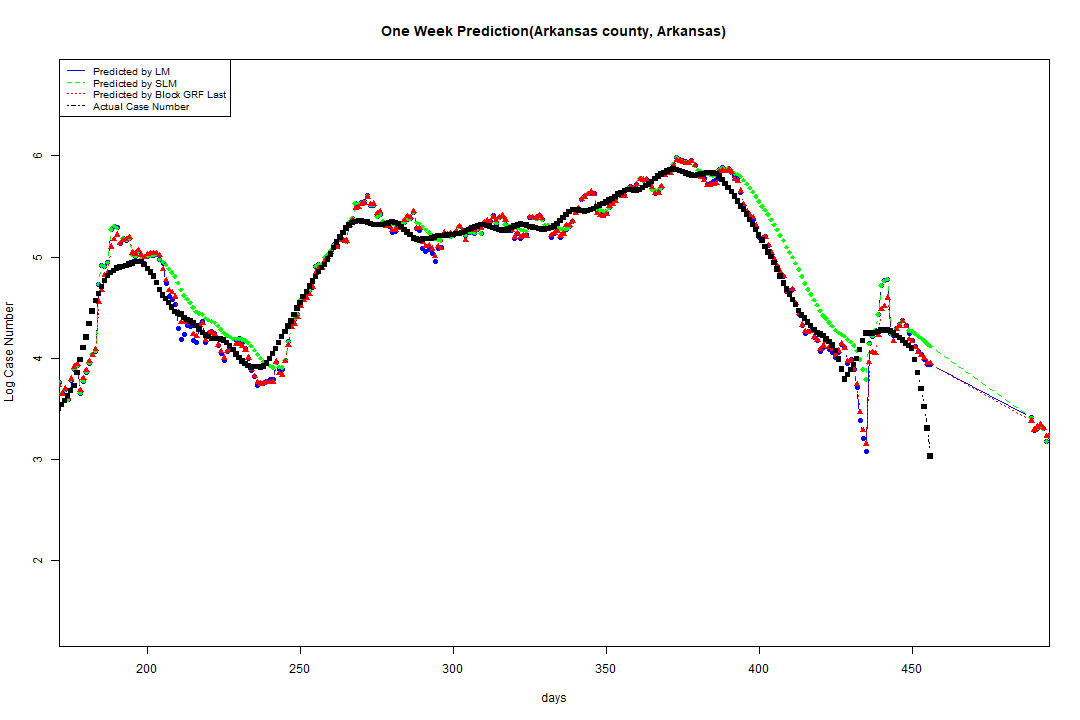 One Week Prediction(Arkansas county, Arkansas)
Predicted by LM
Predicted by SLM
Predicted by Block GRF Last
Actual Case Number
Log Case Number
6
5
4
3
2
200 250 300 350 400 450
days